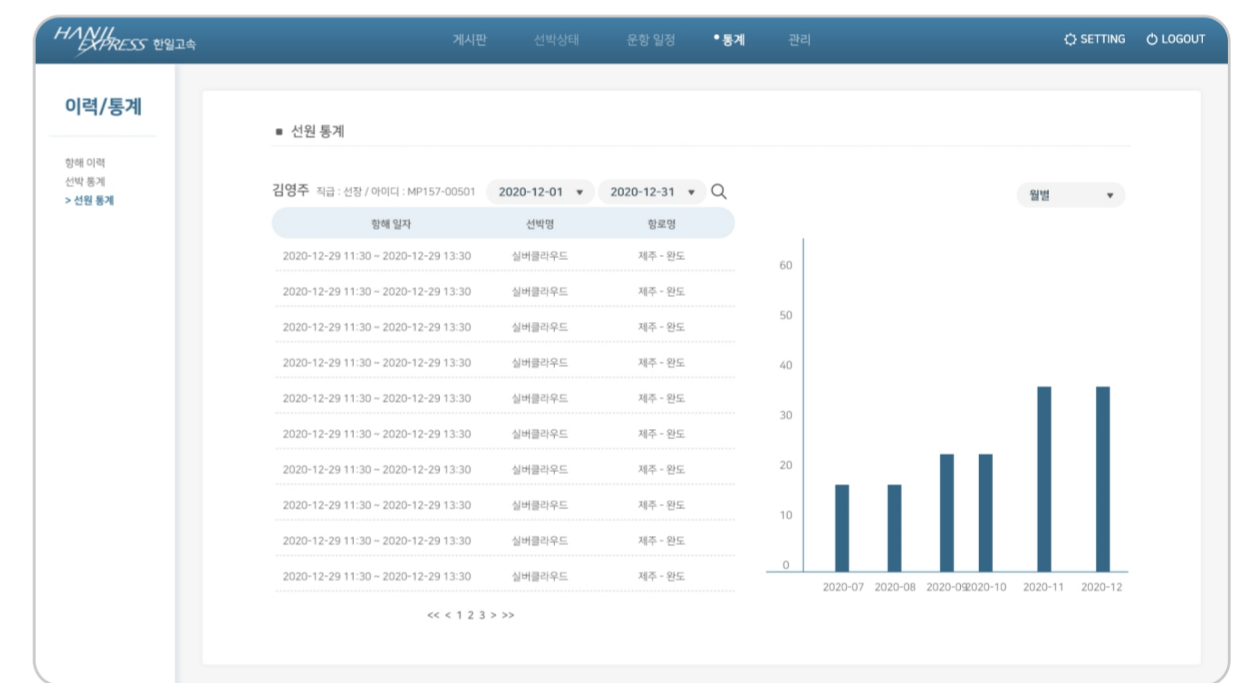 HANIL EXPRESS 한일고속 게시판 선박상태 운항 일정 •통계 관리 SETTING LOGOUT
이력/통계
항해 이력
선박 통계
> 선원 통계
■ 선원 통계
김영주 직급 : 선장 / 아이디 : MP157-00501 2020-12-01 ▼ 2020-12-31 ▼
항해 일자 선박명 항로명
2020-12-29 11:30 ~ 2020-12-29 13:30 실버클라우드 제주 - 완도
2020-12-29 11:30 ~ 2020-12-29 13:30 실버클라우드 제주 - 완도
2020-12-29 11:30 ~ 2020-12-29 13:30 실버클라우드 제주 - 완도
2020-12-29 11:30 ~ 2020-12-29 13:30 실버클라우드 제주 - 완도
2020-12-29 11:30 ~ 2020-12-29 13:30 실버클라우드 제주 - 완도
2020-12-29 11:30 ~ 2020-12-29 13:30 실버클라우드 제주 - 완도
2020-12-29 11:30 ~ 2020-12-29 13:30 실버클라우드 제주 - 완도
2020-12-29 11:30 ~ 2020-12-29 13:30 실버클라우드 제주 - 완도
2020-12-29 11:30 ~ 2020-12-29 13:30 실버클라우드 제주 - 완도
2020-12-29 11:30 ~ 2020-12-29 13:30 실버클라우드 제주 - 완도
<< < 1 2 3 > >>
월별 ▼
60
50
40
30
20
10
0
2020-07 2020-08 2020-09 2020-10 2020-11 2020-12